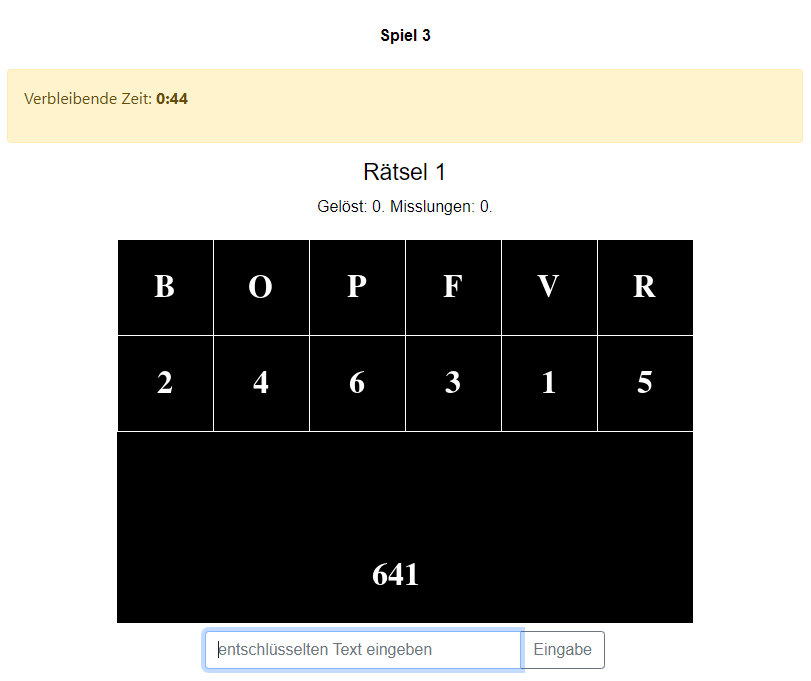 Spiel 3
Verbleibende Zeit: 0:44
Rätsel 1
Gelöst: 0. Misslungen: 0.
B O P F V R
2 4 6 3 1 5
641
entschlüsselten Text eingeben Eingabe